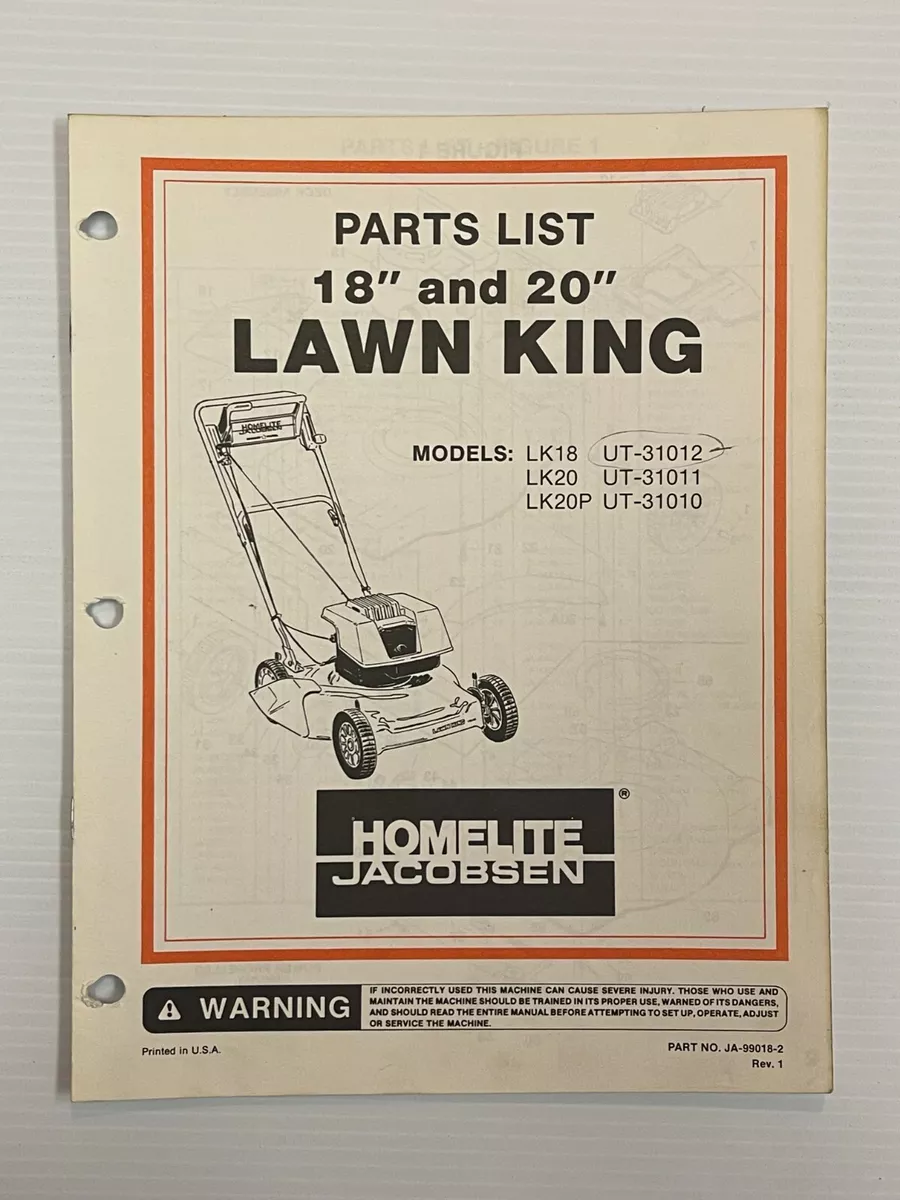 PARTS LIST
18" and 20"
LAWN KING
HOMELITE
MODELS: LK18 UT-31012
LK20 UT-31011
LK20P UT-31010
HOMELITE ®
JACOBSEN
WARNING
IF INCORRECTLY USED THIS MACHINE CAN CAUSE SEVERE INJURY. THOSE WHO USE AND
MAINTAIN THE MACHINE SHOULD BE TRAINED IN ITS PROPER USE, WARNED OF ITS DANGERS,
AND SHOULD READ THE ENTIRE MANUAL BEFORE ATTEMPTING TO SET UP, OPERATE, ADJUST
OR SERVICE THE MACHINE.
Printed in U.S.A.
PART NO. JA-99018-2
Rev. 1